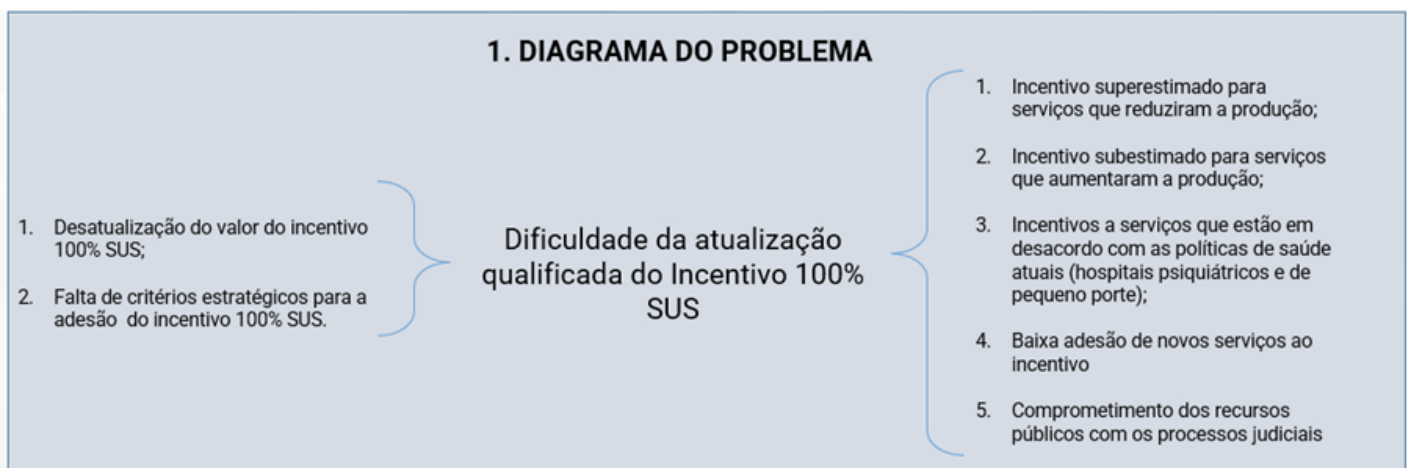 1. DIAGRAMA DO PROBLEMA
1. Desatualização do valor do incentivo
100% SUS;
2. Falta de critérios estratégicos para a
adesão do incentivo 100% SUS.
Dificuldade da atualização
qualificada do Incentivo 100%
SUS
1. Incentivo superestimado para
serviços que reduziram a produção;
2. Incentivo subestimado para serviços
que aumentaram a produção;
3. Incentivos a serviços que estão em
desacordo com as políticas de saúde
atuais (hospitais psiquiátricos e de
pequeno porte);
4. Baixa adesão de novos serviços ao
incentivo
5. Comprometimento dos recursos
públicos com os processos judiciais